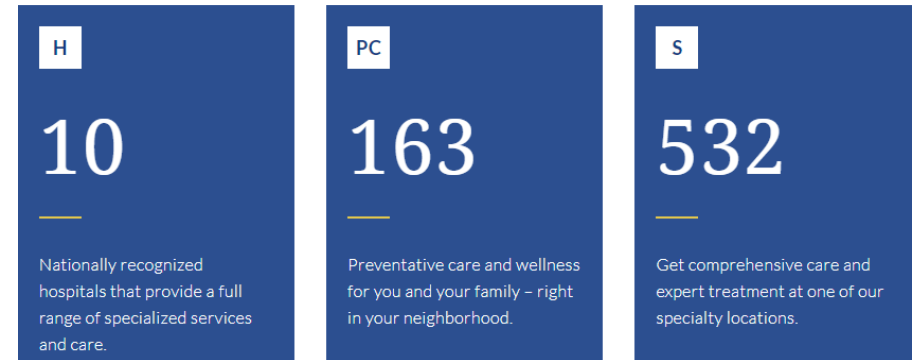 H
10
Nationally recognized
hospitals that provide a full
range of specialized services
and care.
PC
163
Preventative care and wellness
for you and your family – right
in your neighborhood.
S
532
Get comprehensive care and
expert treatment at one of our
specialty locations.